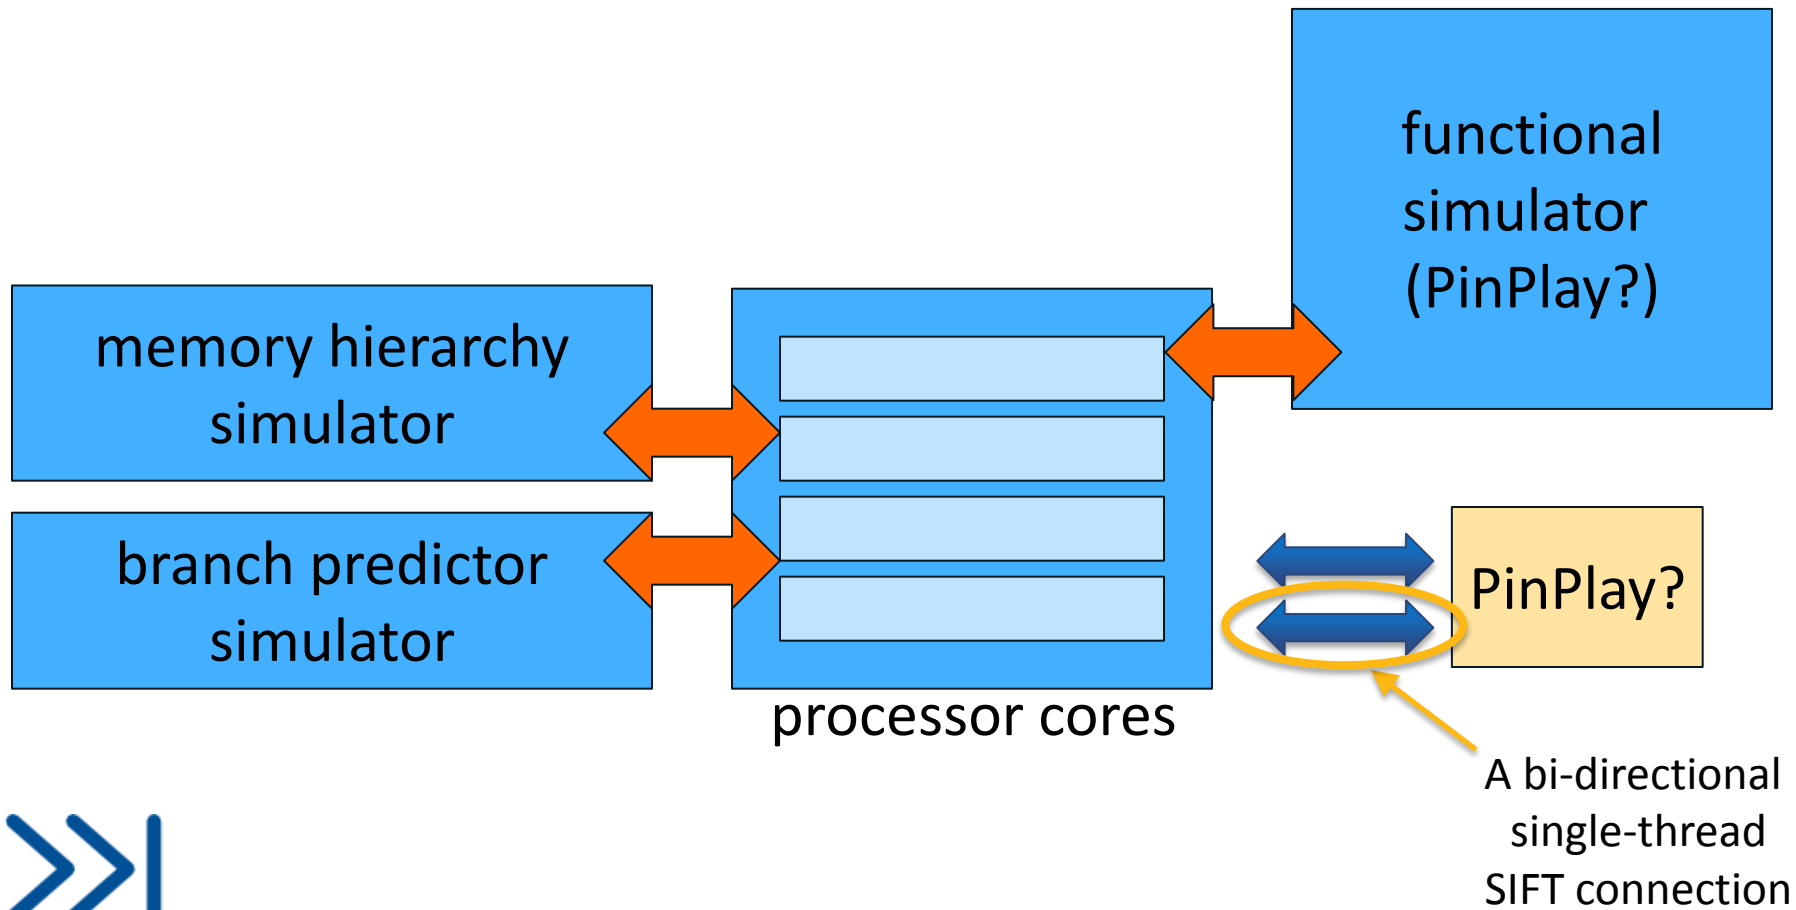 functional
simulator
(PinPlay?)
memory hierarchy
simulator
branch predictor
simulator
processor cores
PinPlay?
A bi-directional
single-thread
SIFT connection